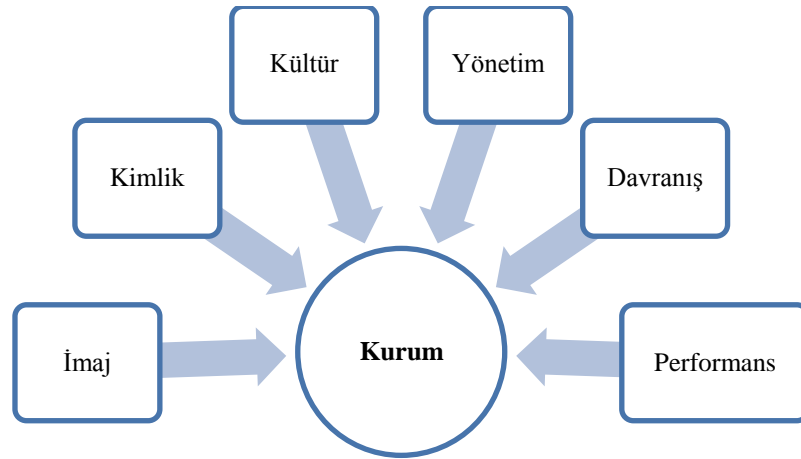 Kültür
Yönetim
Kimlik
Davranış
İmaj
Kurum
Performans